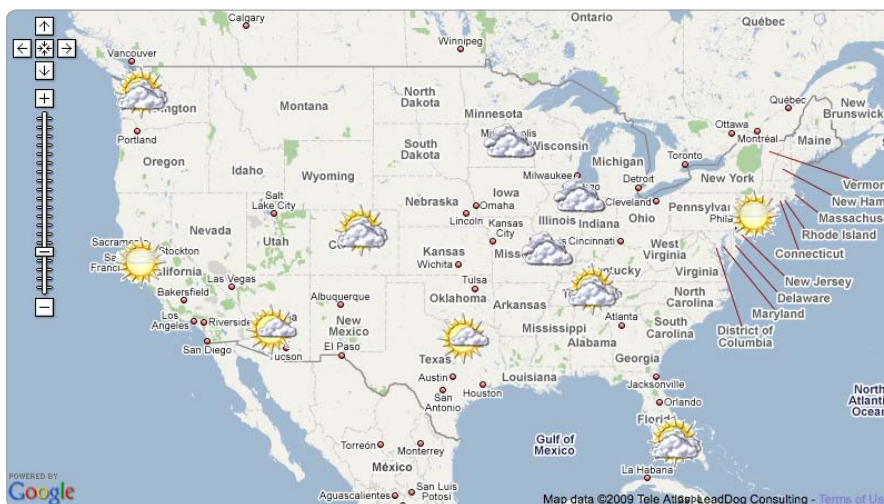 Calgary
Ontario
Québec
Vancouver
Winnipeg
North
Dakota
Montana
Minnesota
Québec
New
Brunswick
Portland
Ottawa
Montréal
Maine
Oregon
South
Dakota
Wisconsin
Michigan
Toronto
Idaho
Wyoming
Milwaukee
Detroit
New York
Vermo
New Ham
Massachus
Rhode Island
Connecticut
Salt
Lake City
Nebraska
Iowa
Omaha
Lincoln
Cleveland
Illinois
Indiana
Ohio
Pennsylva
Nevada
Utah
Stockton
Kansas
City
Kansas
Cincinnati
West
Virginia
Virginia
New Jersey
Delaware
Maryland
District of
Columbia
Las Vegas
Bakersfield
Wichita
Tulsa
Oklahoma
Albuquerque
New
Mexico
Arkansas
North
Carolina
Los
Angeles
Riverside
San Diego
El Paso
Mississippi
Alabama
Atlanta
South
Carolina
Georgia
Texas
Louisiana
Austin
San
Antonio
Houston
Jacksonville
Orlando
North
Atlanti
Ocean
Gulf of
Mexico
La Habana
Torreón
Monterrey
México
San Luis
Potosí
Aguascalientes
POWERED BY
Google
Map data ©2009 Tele Atlas, LeadDog Consulting - Terms of Us